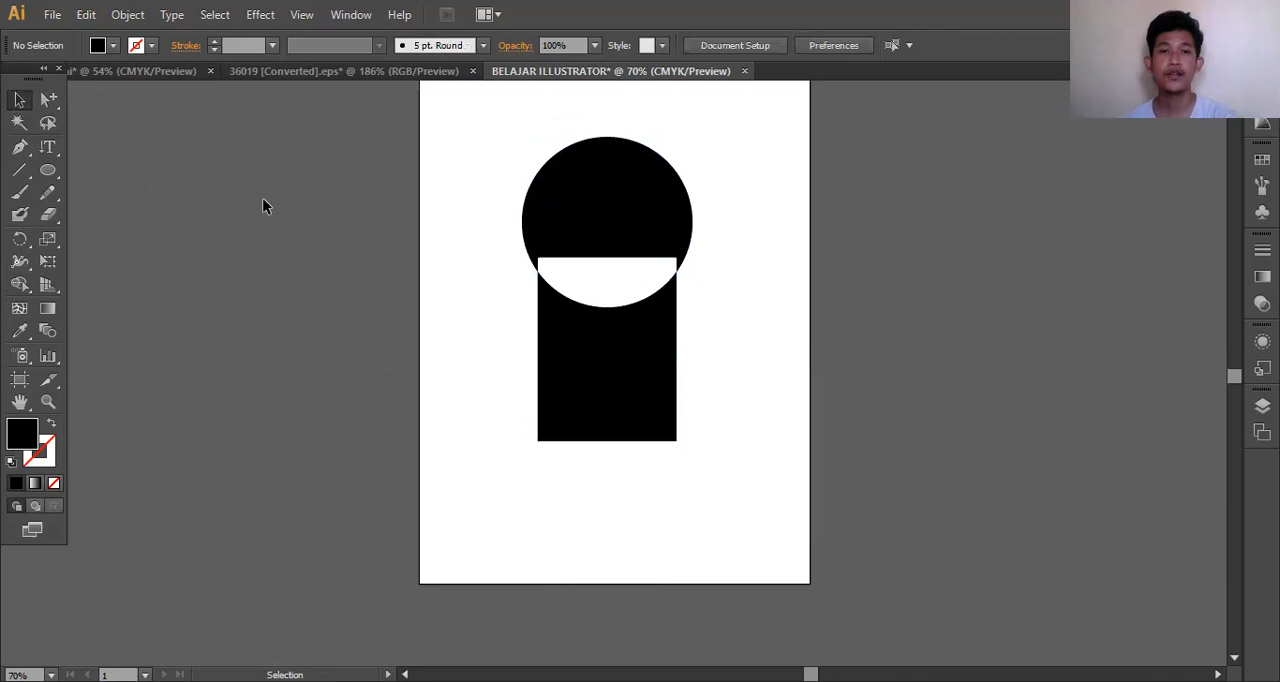 Ai File Edit Object Type Select Effect View Window Help
No Selection Stroke: 5 pt. Round Opacity: 100% Style: Document Setup Preferences
i* @ 54% (CMYK/Preview) 36019 [Converted].eps* @ 186% (RGB/Preview) BELAJAR ILLUSTRATOR* @ 70% (CMYK/Preview)
70% 1 Selection